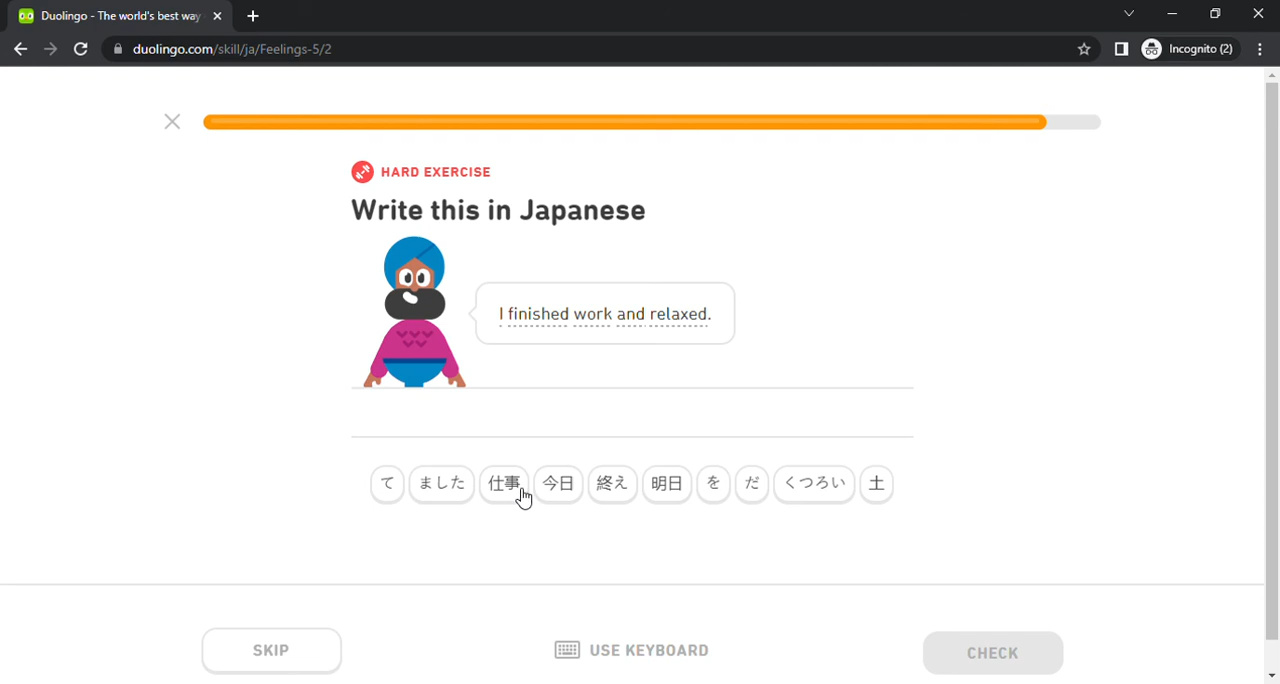 Duolingo - The world's best way
duolingo.com/skill/ja/Feelings-5/2
Incognito (2)
HARD EXERCISE
Write this in Japanese
I finished work and relaxed.
て ました 仕事 今日 終え 明日 を だ くつろい 土
SKIP
USE KEYBOARD
CHECK